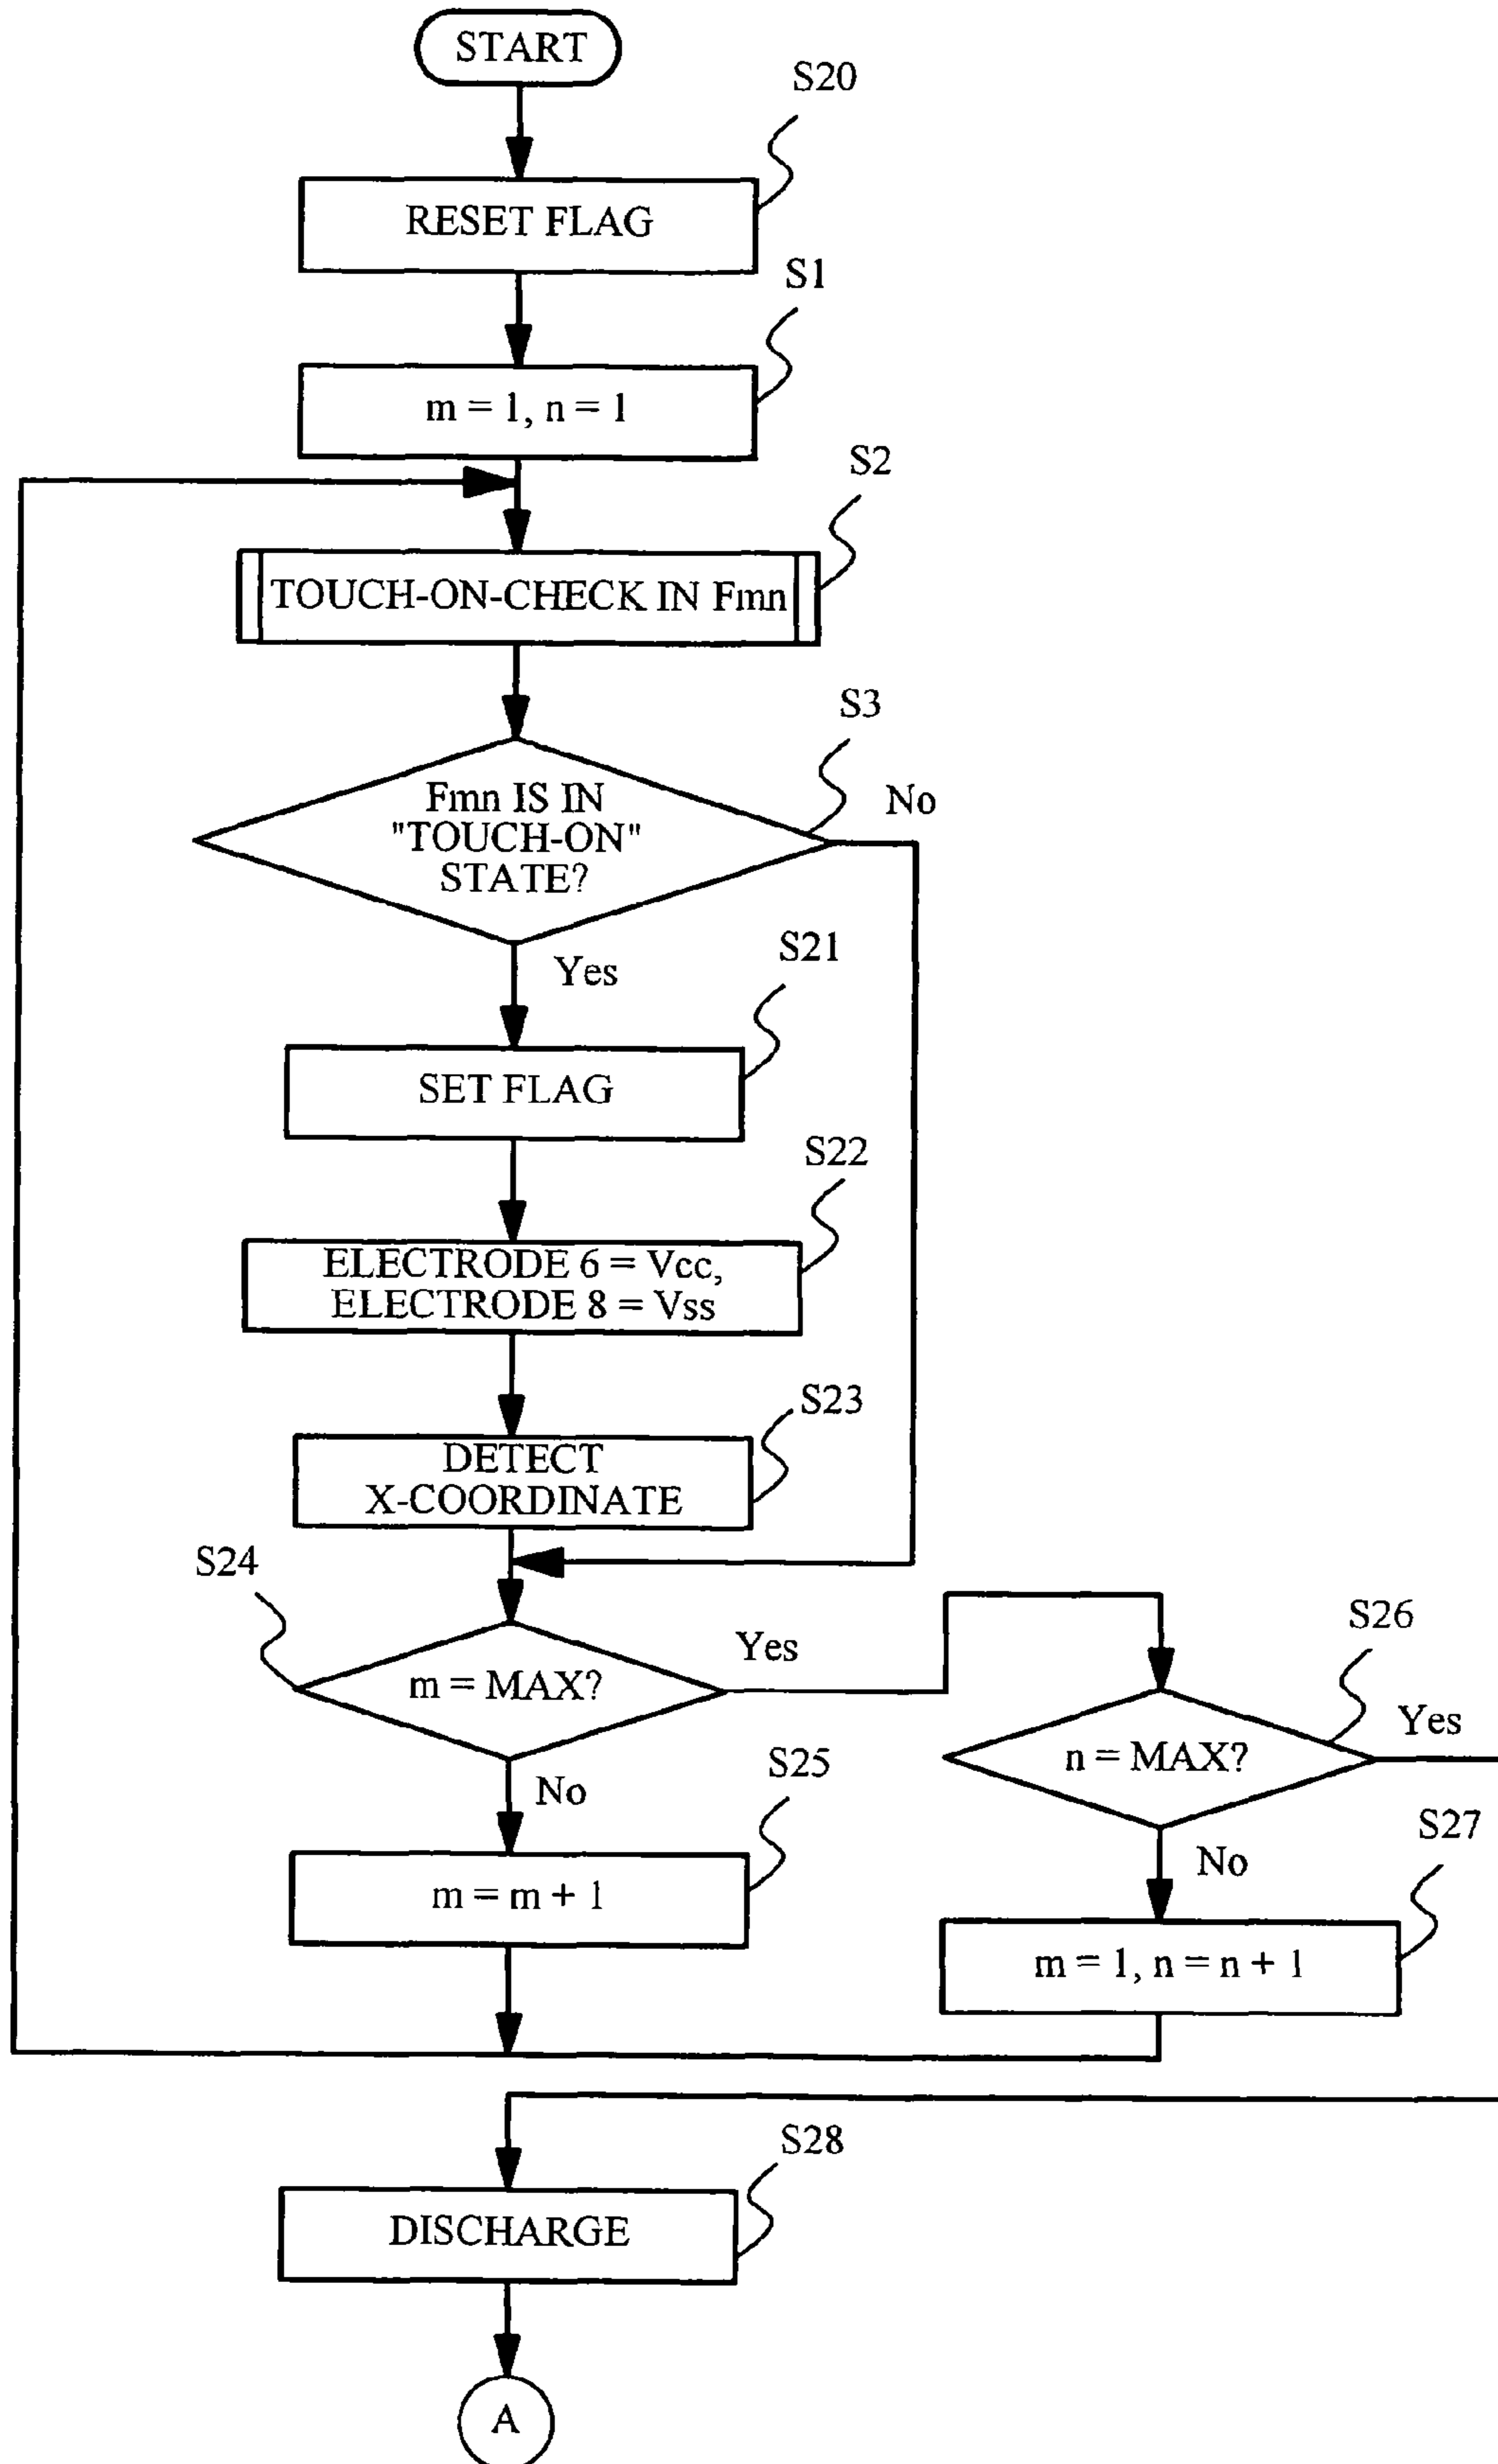 START
S20
RESET FLAG
S1
m = 1, n = 1
S2
TOUCH-ON-CHECK IN Fmn
S3
Fmn IS IN
"TOUCH-ON"
STATE?
No
Yes
S21
SET FLAG
S22
ELECTRODE 6 = Vcc,
ELECTRODE 8 = Vss
S23
DETECT
X-COORDINATE
S24
m = MAX?
Yes
S26
n = MAX?
Yes
No
S25
m = m + 1
No
S27
m = 1, n = n + 1
S28
DISCHARGE
A